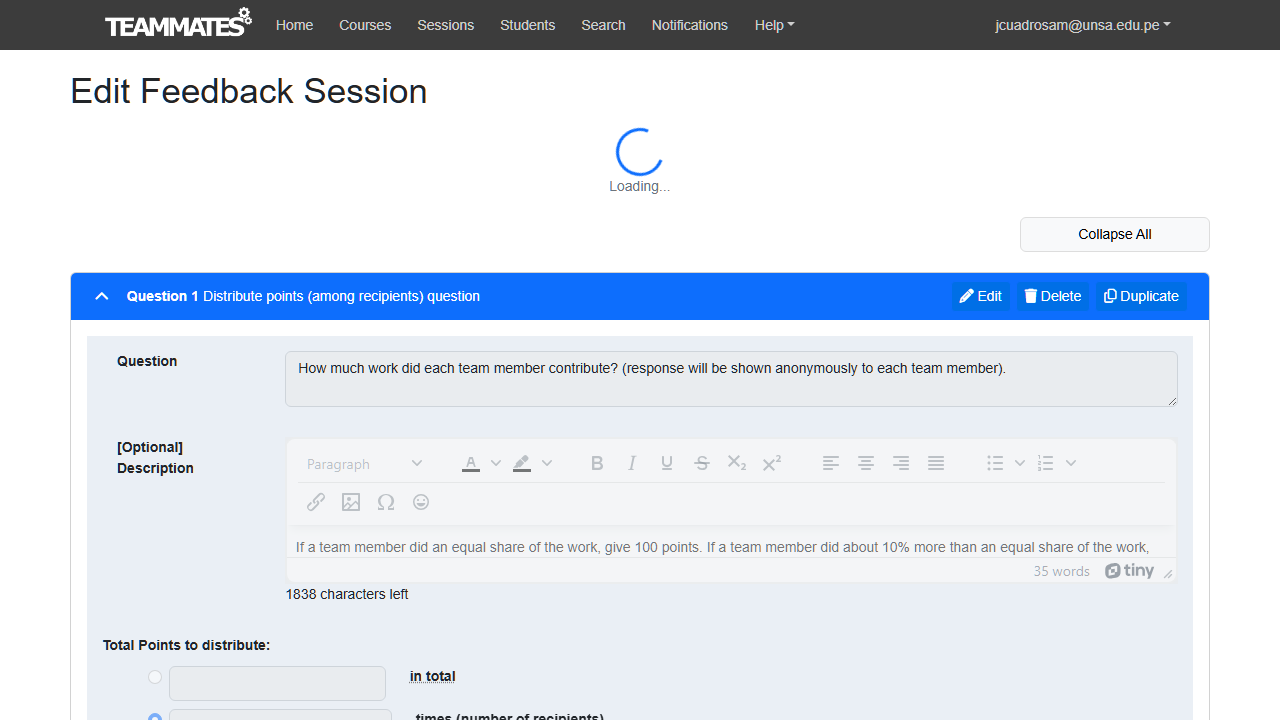 TEAMMATES Home Courses Sessions Students Search Notifications Help jcuadrosam@unsa.edu.pe
Edit Feedback Session
Loading...
Collapse All
Question 1 Distribute points (among recipients) question Edit Delete Duplicate
Question
How much work did each team member contribute? (response will be shown anonymously to each team member).
[Optional]
Description
Paragraph
If a team member did an equal share of the work, give 100 points. If a team member did about 10% more than an equal share of the work,
35 words tiny
1838 characters left
Total Points to distribute:
in total
times (number of recipients)